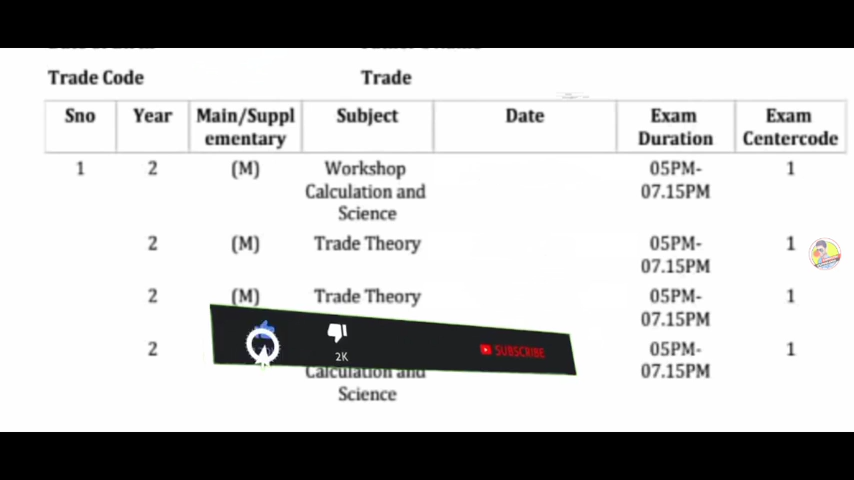 Trade Code Trade
Sno Year Main/Suppl Subject Date Exam Exam
ementary Duration Centercode
1 2 (M) Workshop 05PM- 1
Calculation and 07.15PM
Science
2 (M) Trade Theory 05PM- 1
07.15PM
2 (M) Trade Theory 05PM- 1
07.15PM
2 05PM- 1
2K SUBSCRIBE
Calculation and 07.15PM
Science